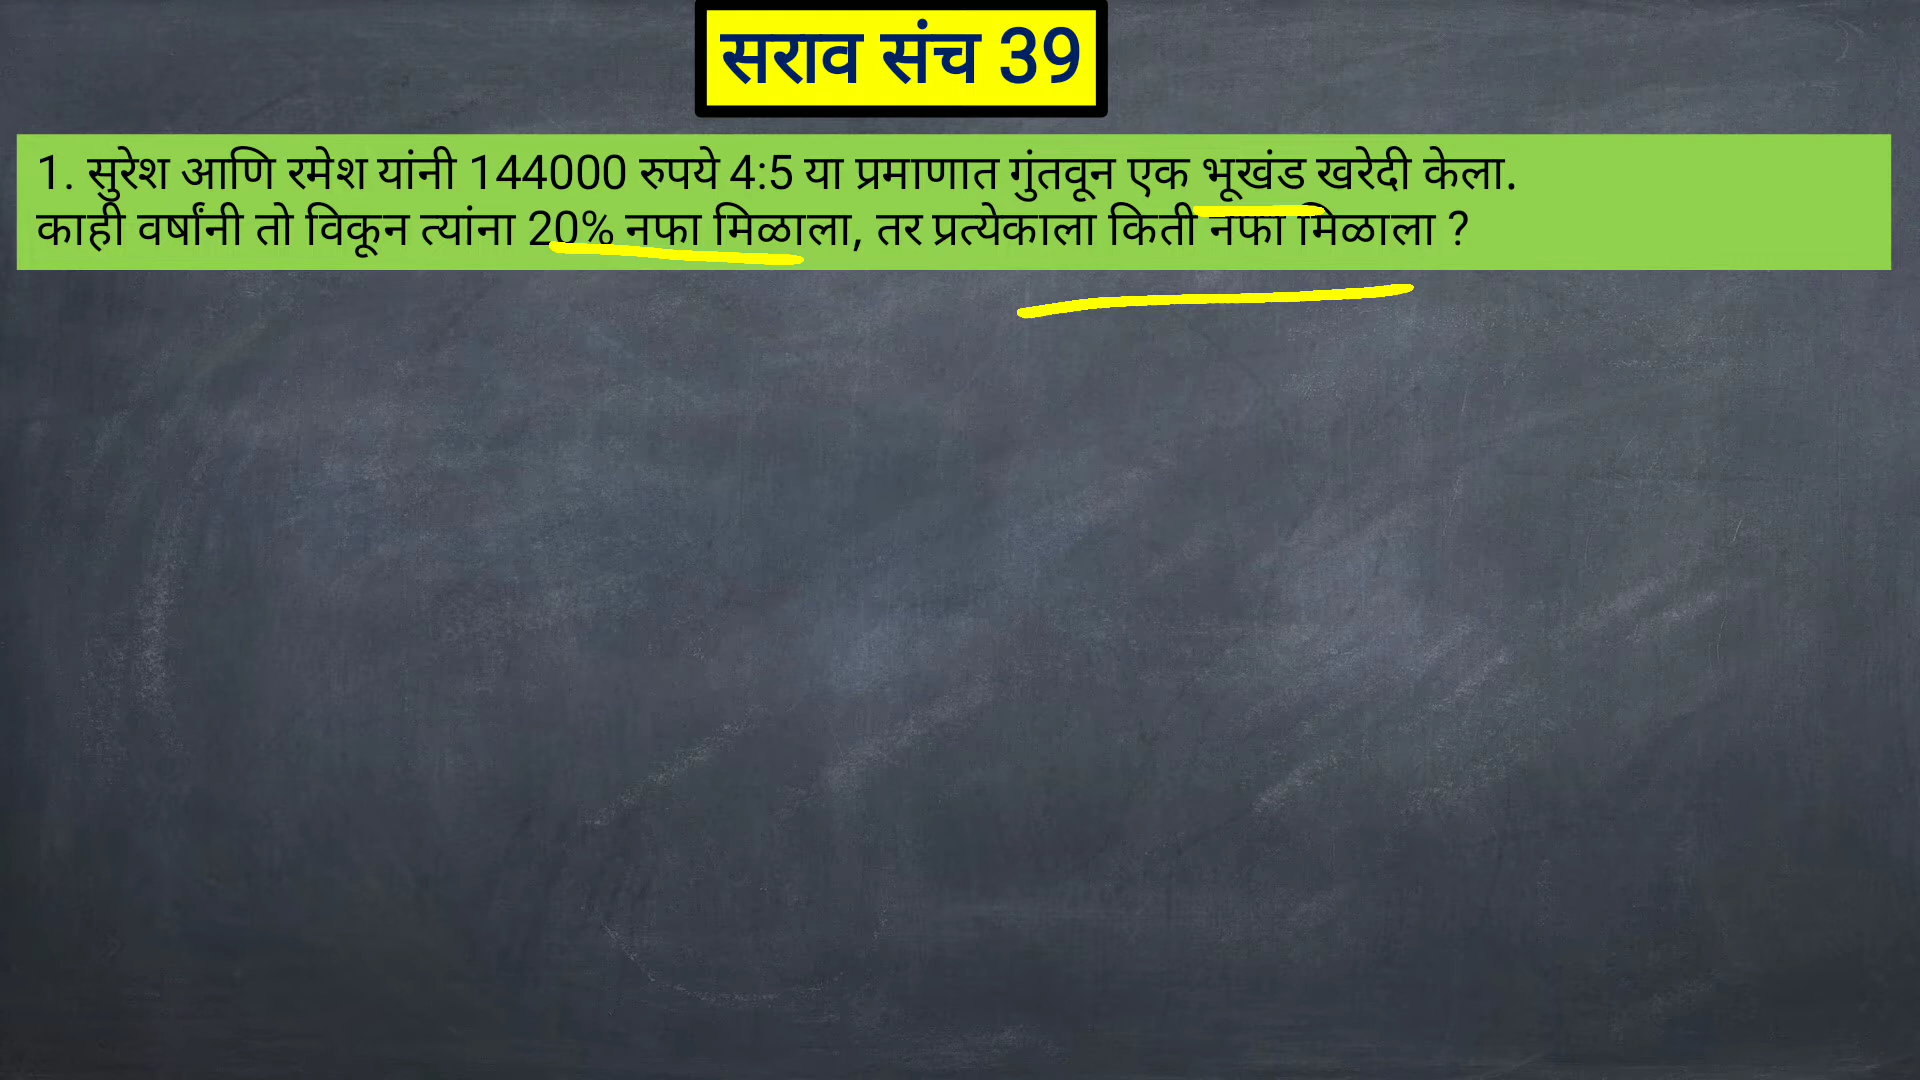 सराव संच 39
1. सुरेश आणि रमेश यांनी 144000 रुपये 4:5 या प्रमाणात गुंतवून एक भूखंड खरेदी केला.
काही वर्षांनी तो विकून त्यांना 20% नफा मिळाला, तर प्रत्येकाला किती नफा मिळाला ?